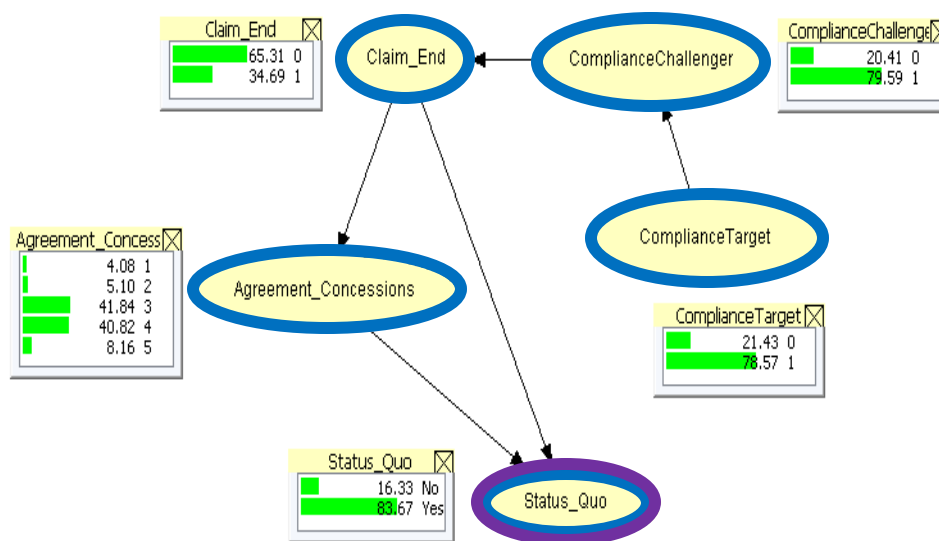 Claim_End
65.31 0
34.69 1
Claim_End
ComplianceChallenger
ComplianceChallenge
20.41 0
79.59 1
ComplianceTarget
Agreement_Concess
4.08 1
5.10 2
41.84 3
40.82 4
8.16 5
Agreement_Concessions
ComplianceTarget
21.43 0
78.57 1
Status_Quo
16.33 No
83.67 Yes
Status_Quo